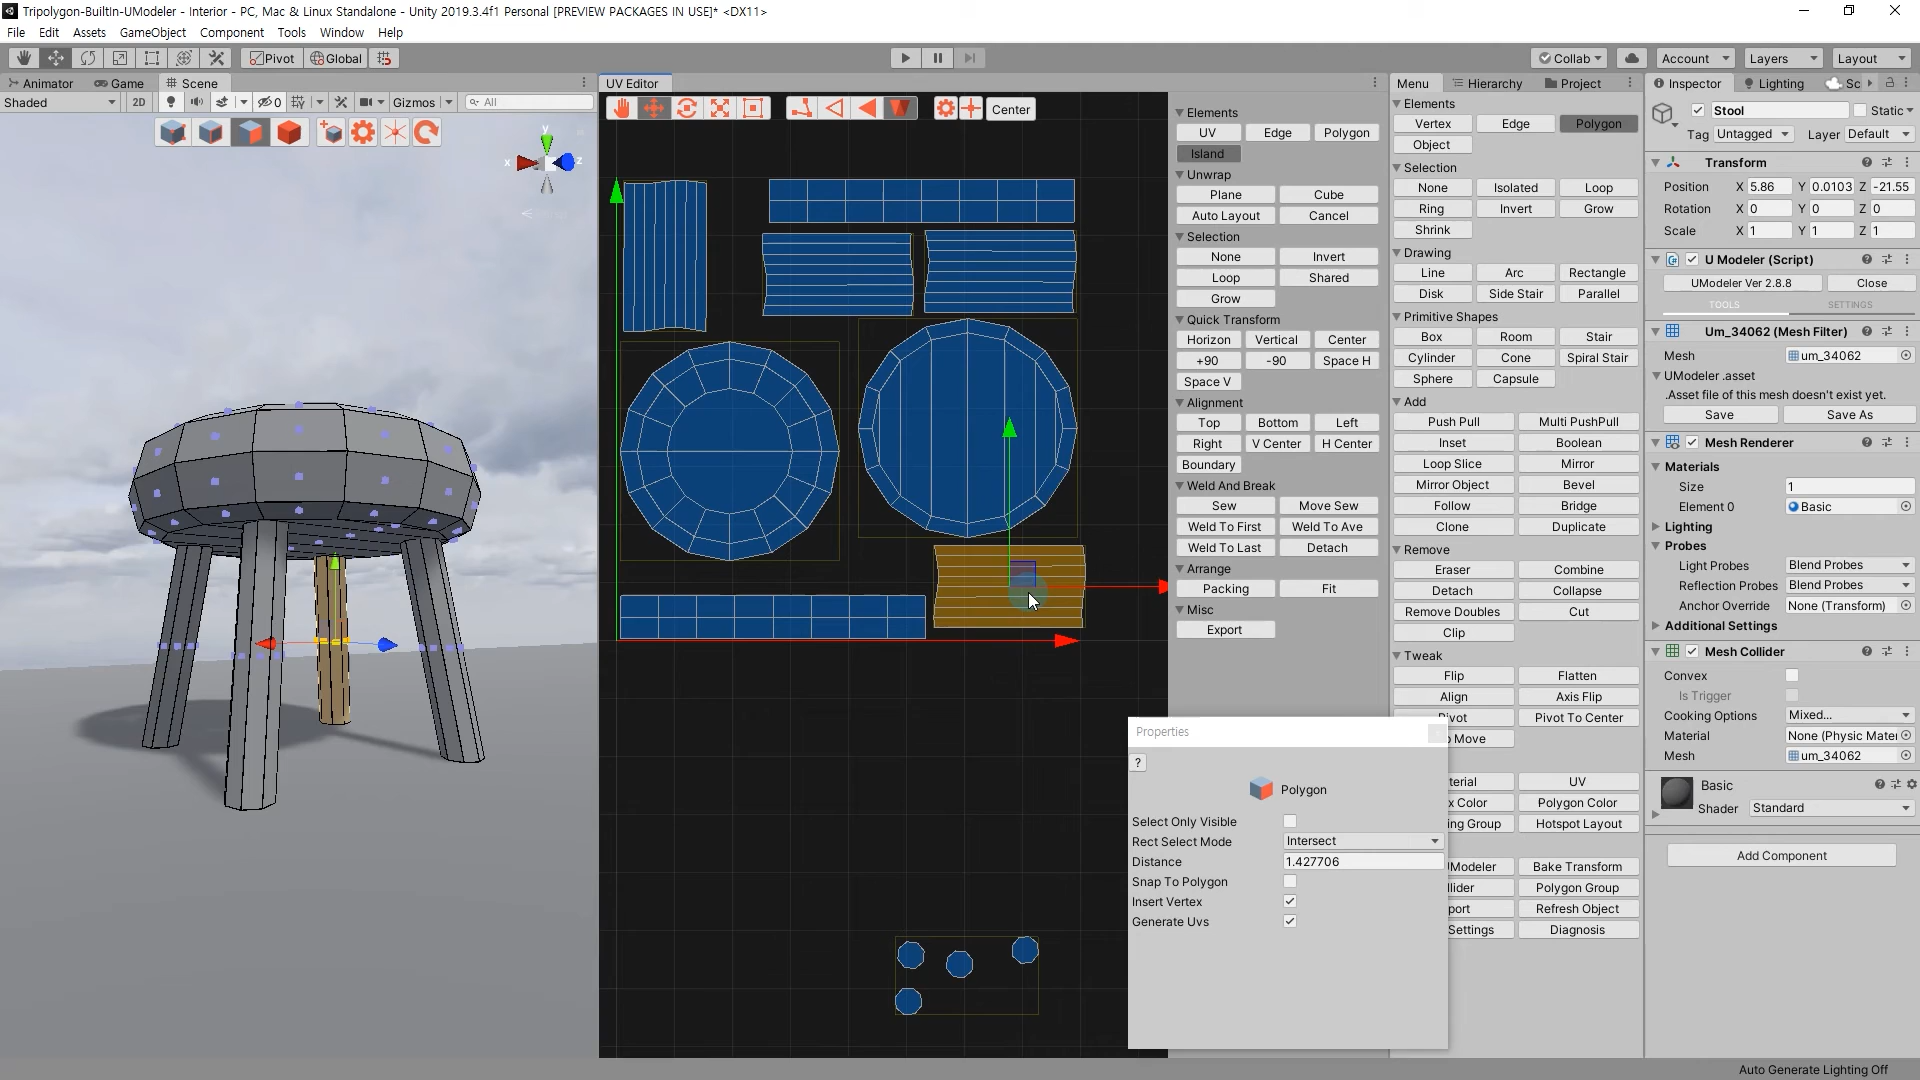 Tripolygon-BuiltIn-UModeler - Interior - PC, Mac & Linux Standalone - Unity 2019.3.4f1 Personal [PREVIEW PACKAGES IN USE]* <DX11>
File Edit Assets GameObject Component Tools Window Help
Pivot Global Collab Account Layers Layout
Animator Game Scene
Shaded 2D 0 Gizmos All
y x z
UV Editor
Center
Elements
UV Edge Polygon
Island
Unwrap
Plane Cube
Auto Layout Cancel
Selection
None Invert
Loop Shared
Grow
Quick Transform
Horizon Vertical Center
+90 -90 Space H
Space V
Alignment
Top Bottom Left
Right V Center H Center
Boundary
Weld And Break
Sew Move Sew
Weld To First Weld To Ave
Weld To Last Detach
Arrange
Packing Fit
Misc
Export
Properties
?
Polygon
Select Only Visible
Rect Select Mode Intersect
Distance 1.427706
Snap To Polygon
Insert Vertex
Generate Uvs
Menu Hierarchy Project
Elements
Vertex Edge Polygon
Object
Selection
None Isolated Loop
Ring Invert Grow
Shrink
Drawing
Line Arc Rectangle
Disk Side Stair Parallel
Primitive Shapes
Box Room Stair
Cylinder Cone Spiral Stair
Sphere Capsule
Add
Push Pull Multi PushPull
Inset Boolean
Loop Slice Mirror
Mirror Object Bevel
Follow Bridge
Clone Duplicate
Remove
Eraser Combine
Detach Collapse
Remove Doubles Cut
Clip
Tweak
Flip Flatten
Align Axis Flip
Pivot Pivot To Center
Move
terial UV
x Color Polygon Color
ing Group Hotspot Layout
Modeler Bake Transform
llider Polygon Group
port Refresh Object
Settings Diagnosis
Inspector Lighting Sc
Stool Static
Tag Untagged Layer Default
Transform
Position X 5.86 Y 0.0103 Z -21.55
Rotation X 0 Y 0 Z 0
Scale X 1 Y 1 Z 1
U Modeler (Script)
UModeler Ver 2.8.8 Close
TOOLS SETTINGS
Um_34062 (Mesh Filter)
Mesh um_34062
UModeler .asset
.Asset file of this mesh doesn't exist yet.
Save Save As
Mesh Renderer
Materials
Size 1
Element 0 Basic
Lighting
Probes
Light Probes Blend Probes
Reflection Probes Blend Probes
Anchor Override None (Transform)
Additional Settings
Mesh Collider
Convex
Is Trigger
Cooking Options Mixed...
Material None (Physic Mater
Mesh um_34062
Basic
Shader Standard
Add Component
Auto Generate Lighting Off